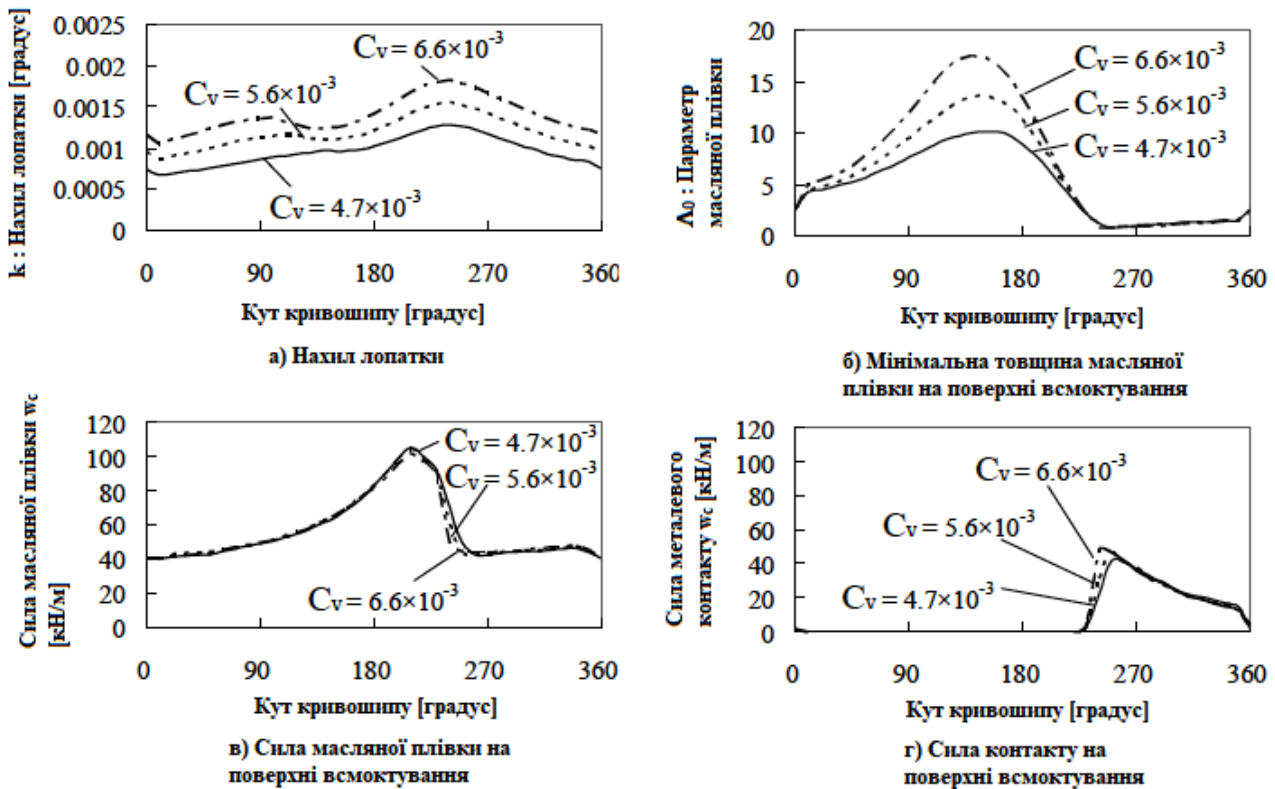 k : Нахил лопатки [градус]
0.0025
0.002
0.0015
0.001
0.0005
0
Cv = 6.6×10⁻³
Cv = 5.6×10⁻³
Cv = 4.7×10⁻³
0 90 180 270 360
Кут кривошипу [градус]
а) Нахил лопатки
Λ₀ : Параметр
масляної плівки
20
15
10
5
0
Cv = 6.6×10⁻³
Cv = 5.6×10⁻³
Cv = 4.7×10⁻³
0 90 180 270 360
Кут кривошипу [градус]
б) Мінімальна товщина масляної
плівки на поверхні всмоктування
Сила масляної плівки wc
[кН/м]
120
100
80
60
40
20
0
Cv = 4.7×10⁻³
Cv = 5.6×10⁻³
Cv = 6.6×10⁻³
0 90 180 270 360
Кут кривошипу [градус]
в) Сила масляної плівки на
поверхні всмоктування
Сила металевого
контакту wc [кН/м]
120
100
80
60
40
20
0
Cv = 6.6×10⁻³
Cv = 5.6×10⁻³
Cv = 4.7×10⁻³
0 90 180 270 360
Кут кривошипу [градус]
г) Сила контакту на
поверхні всмоктування